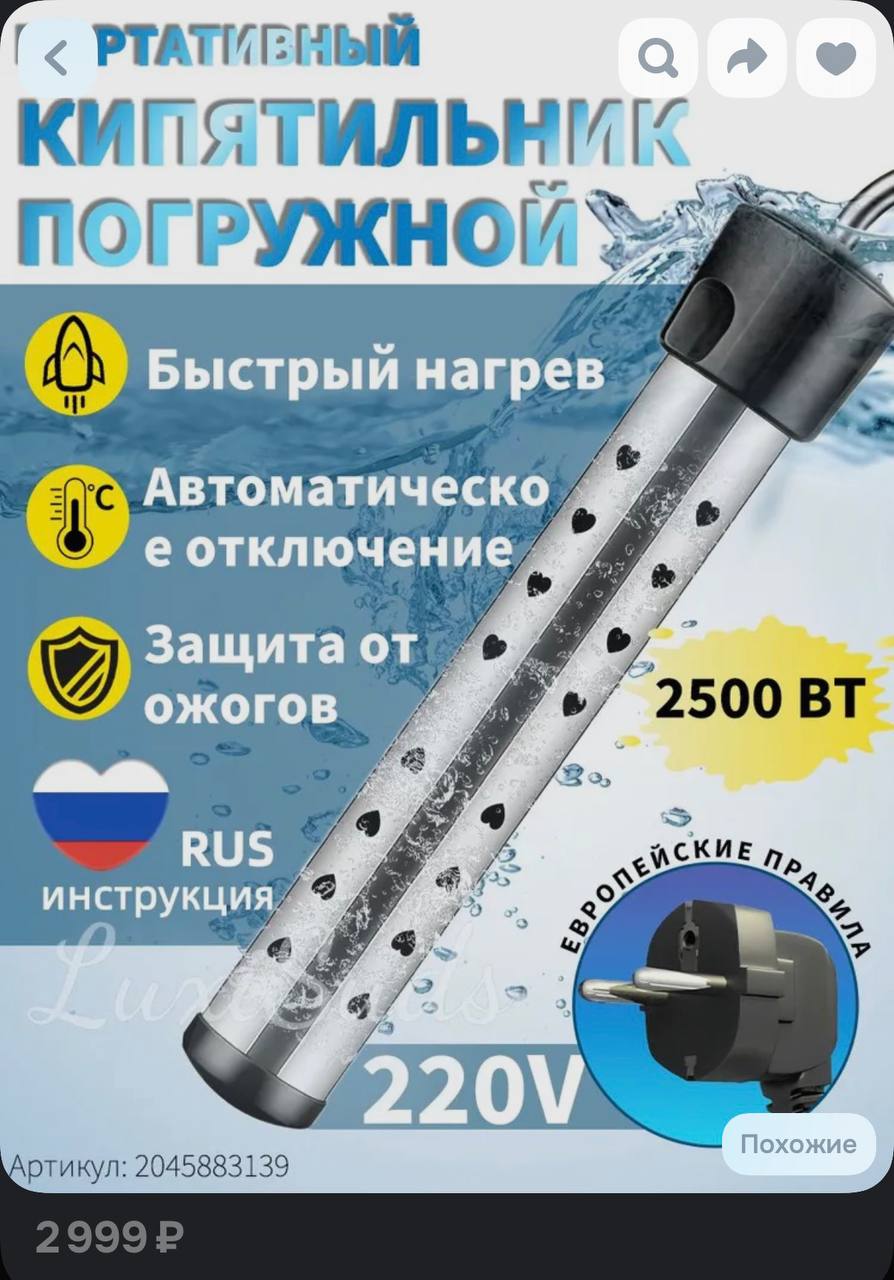 РТАТИВНЫЙ
КИПЯТИЛЬНИК
ПОГРУЖНОЙ
Быстрый нагрев
°C
Автоматическо
е отключение
Защита от
ожогов
2500 ВТ
RUS
инструкция
ЕВРОПЕЙСКИЕ ПРАВИЛА
220V
Похожие
Артикул: 2045883139
2 999 ₽